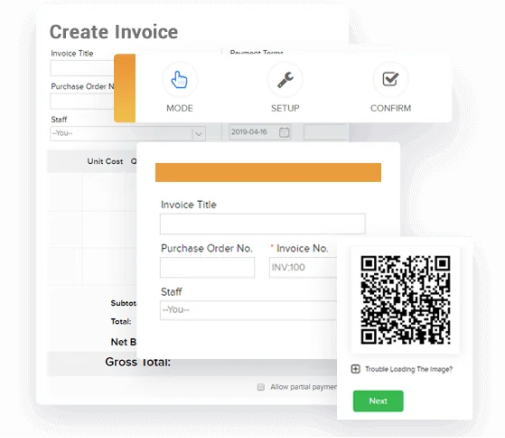 Create Invoice
Invoice Title
Payment Terms
Purchase Order N
MODE
SETUP
CONFIRM
Staff
--You--
2019-04-16
Unit Cost
Invoice Title
Purchase Order No.
* Invoice No.
INV:100
Staff
--You--
Subtot
Total:
Net B
Gross Total:
Allow partial paymen
Trouble Loading The Image?
Next